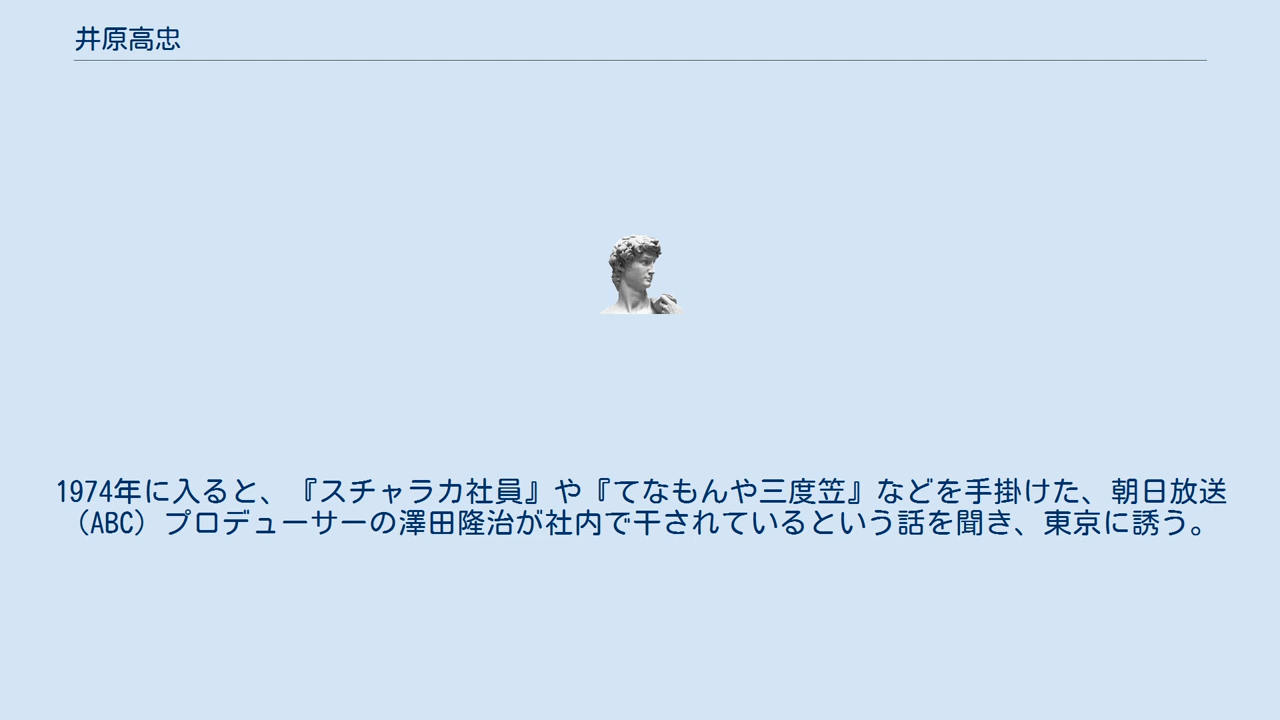 井原高忠
1974年に入ると、『スチャラカ社員』や『てなもんや三度笠』などを手掛けた、朝日放送
（ABC）プロデューサーの澤田隆治が社内で干されているという話を聞き、東京に誘う。